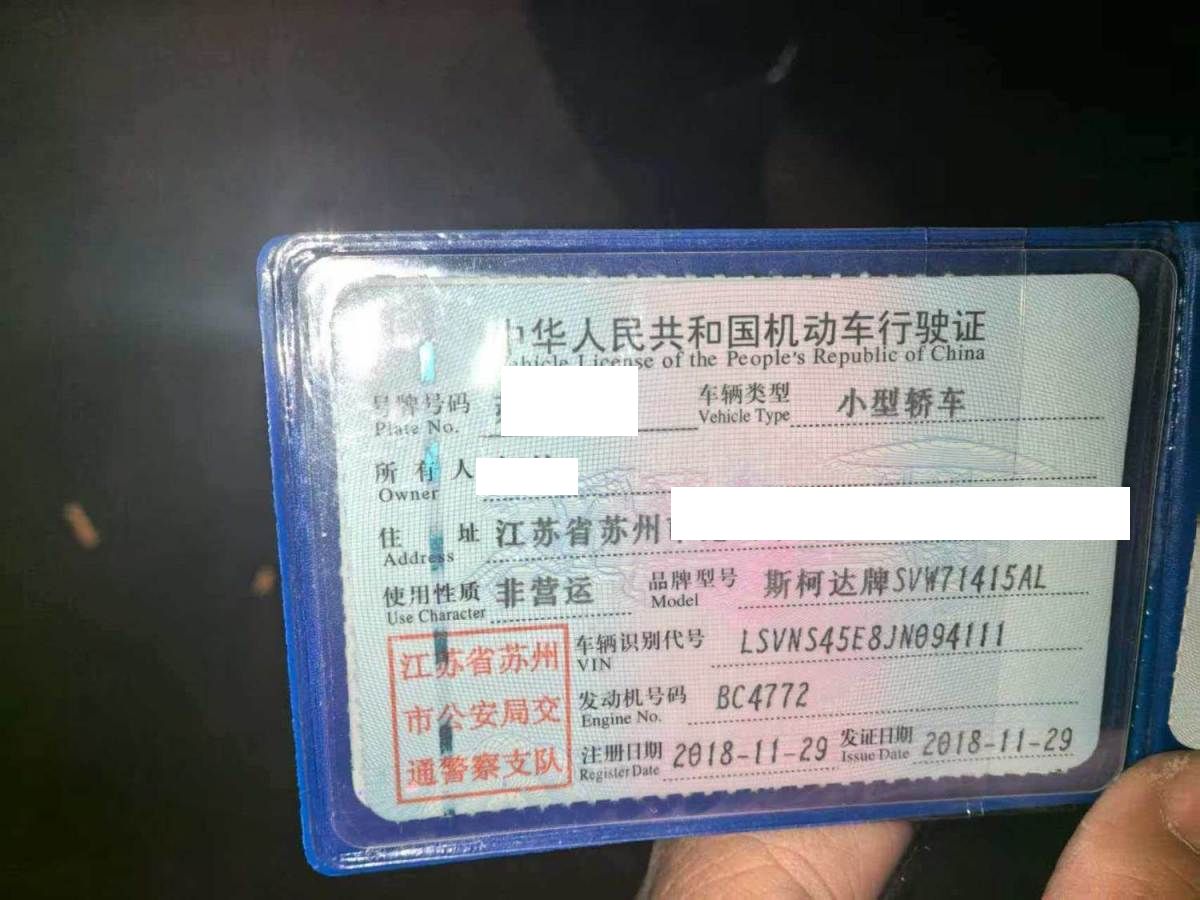 中华人民共和国机动车行驶证
Vehicle License of the People's Republic of China
号牌号码 车辆类型 小型轿车
Plate No. Vehicle Type
所有人
Owner
住址 江苏省苏州
Address
使用性质 非营运 品牌型号 斯柯达牌SVW71415AL
Use Character Model
江苏省苏州 车辆识别代号 LSVNS45E8JN094111
VIN
市公安局交 发动机号码 BC4772
Engine No.
通警察支队 注册日期 2018-11-29 发证日期 2018-11-29
Register Date Issue Date